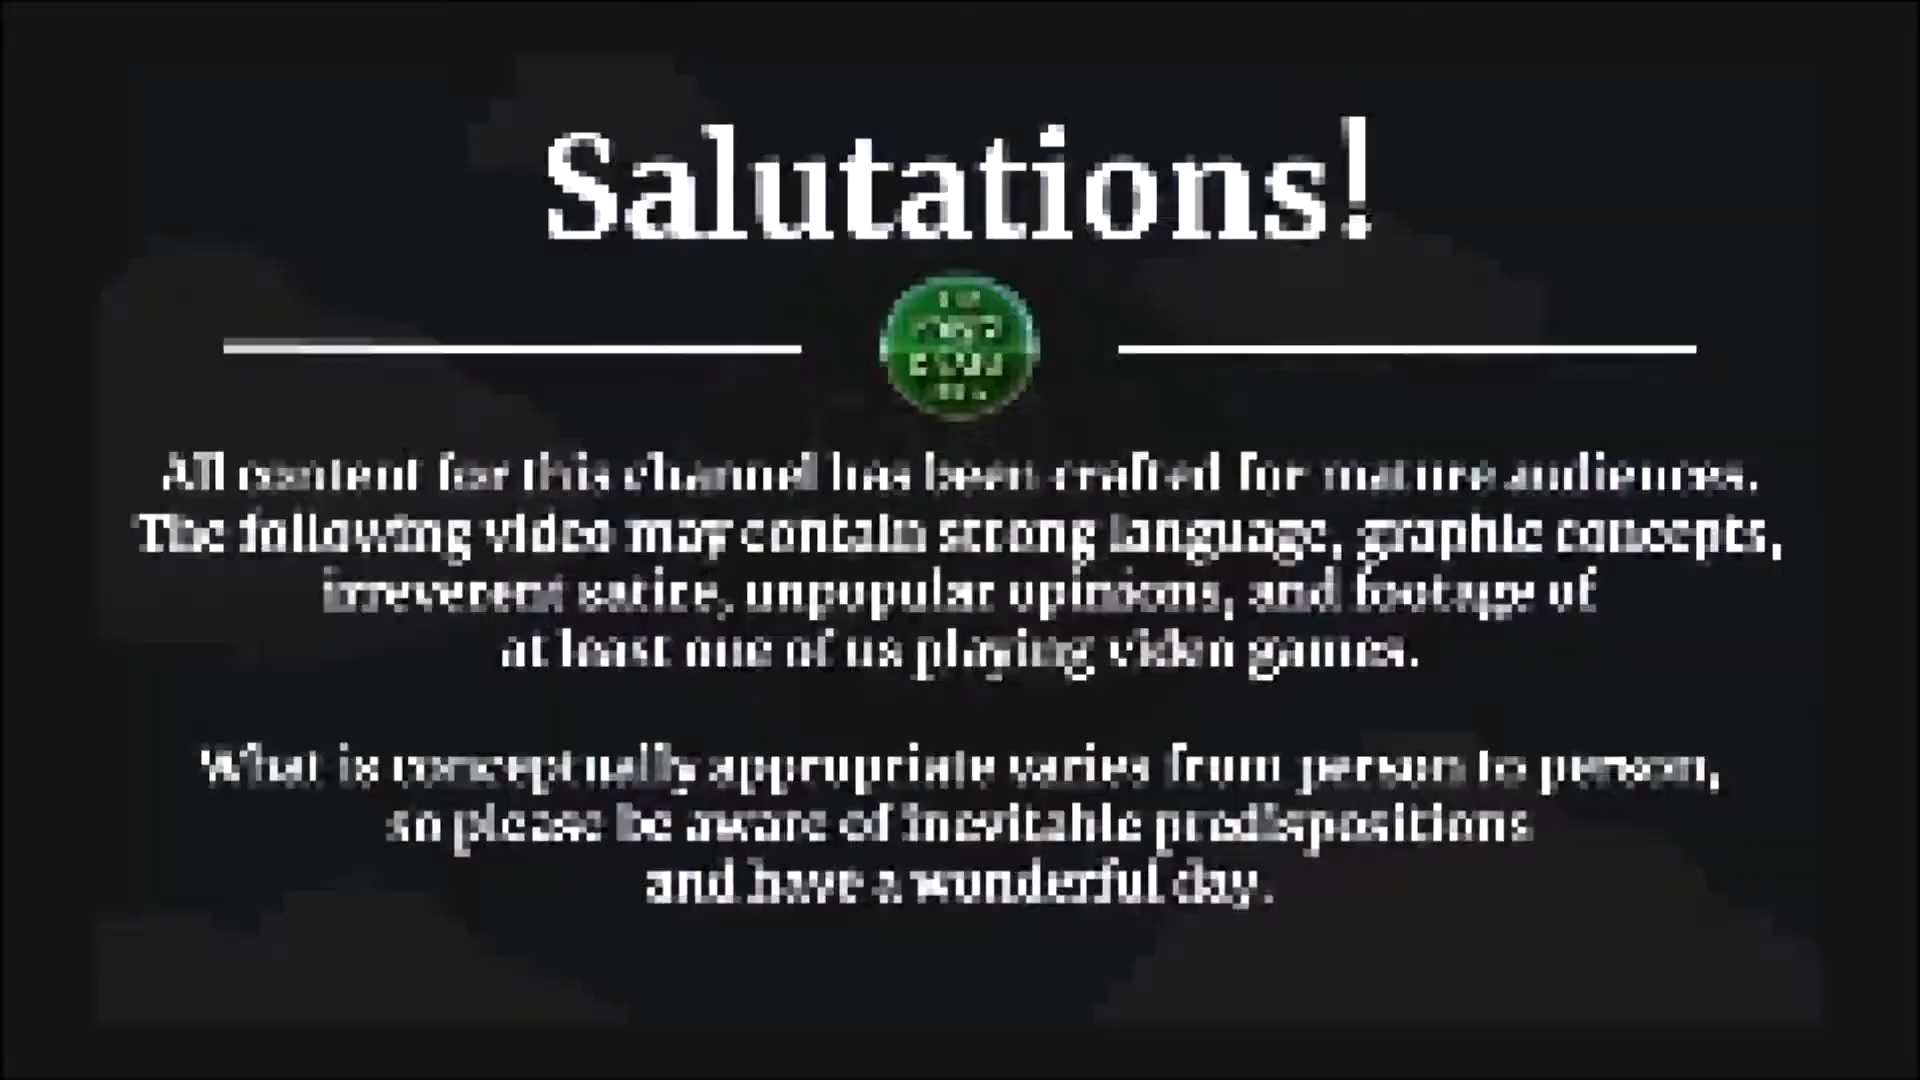 Salutations!
All content for this channel has been crafted for mature audiences.
The following video may contain strong language, graphic concepts,
irreverent satire, unpopular opinions, and footage of
at least one of us playing video games.
What is conceptually appropriate varies from person to person,
so please be aware of inevitable predispositions
and have a wonderful day.